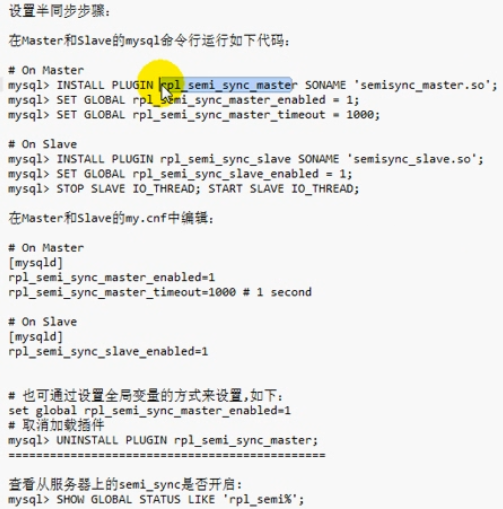 设置半同步步骤:
在Master和Slave的mysql命令行运行如下代码:
# On Master
mysql> INSTALL PLUGIN rpl_semi_sync_master SONAME 'semisync_master.so';
mysql> SET GLOBAL rpl_semi_sync_master_enabled = 1;
mysql> SET GLOBAL rpl_semi_sync_master_timeout = 1000;
# On Slave
mysql> INSTALL PLUGIN rpl_semi_sync_slave SONAME 'semisync_slave.so';
mysql> SET GLOBAL rpl_semi_sync_slave_enabled = 1;
mysql> STOP SLAVE IO_THREAD; START SLAVE IO_THREAD;
在Master和Slave的my.cnf中编辑:
# On Master
[mysqld]
rpl_semi_sync_master_enabled=1
rpl_semi_sync_master_timeout=1000 # 1 second
# On Slave
[mysqld]
rpl_semi_sync_slave_enabled=1
# 也可通过设置全局变量的方式来设置,如下:
set global rpl_semi_sync_master_enabled=1
# 取消加载插件
mysql> UNINSTALL PLUGIN rpl_semi_sync_master;
=============================================
查看从服务器上的semi_sync是否开启:
mysql> SHOW GLOBAL STATUS LIKE 'rpl_semi%';